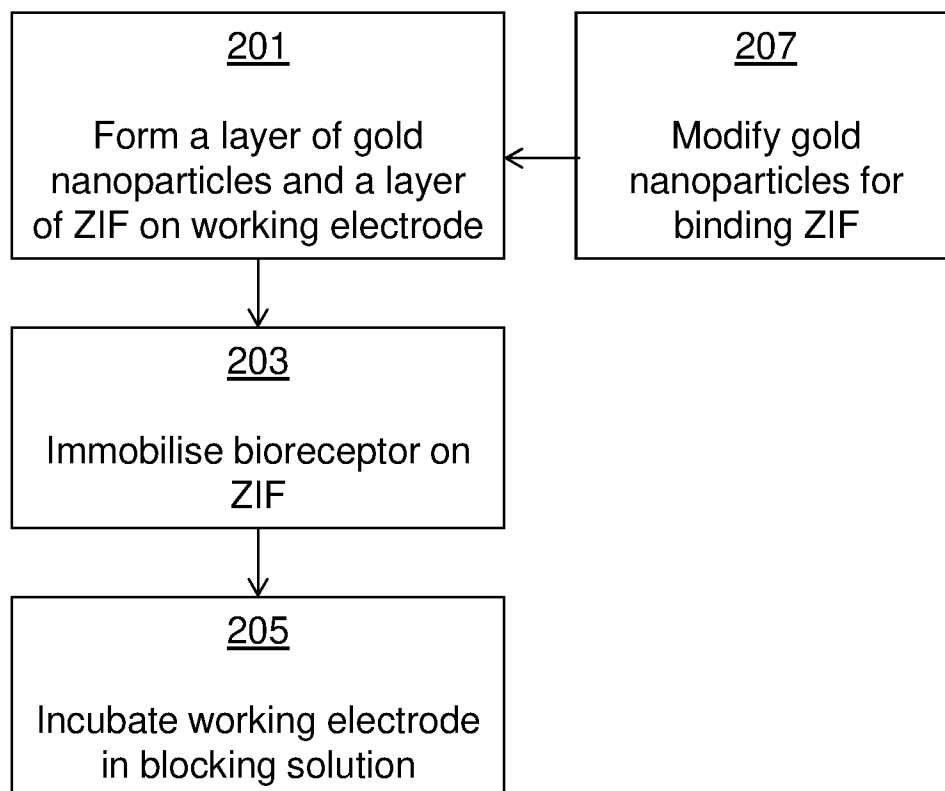 201
Form a layer of gold
nanoparticles and a layer
of ZIF on working electrode
207
Modify gold
nanoparticles for
binding ZIF
203
Immobilise bioreceptor on
ZIF
205
Incubate working electrode
in blocking solution